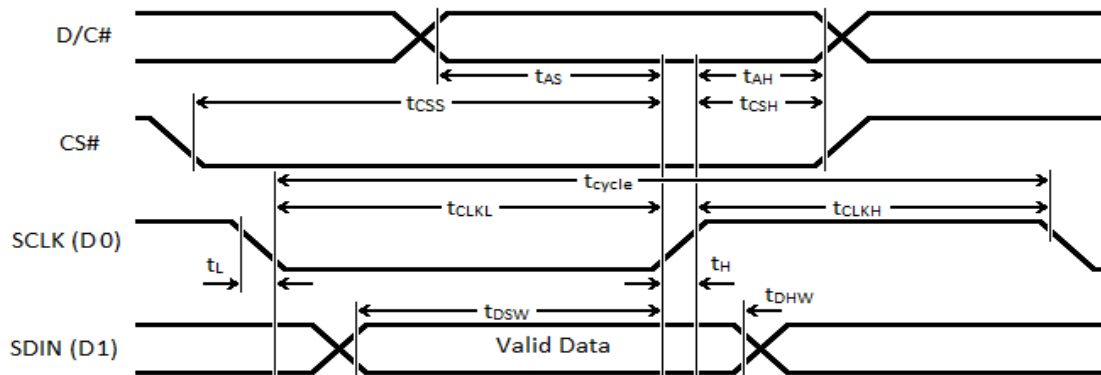 D/C#
tAS
tAH
tCSS
tCSH
CS#
tcycle
tCLKL
tCLKH
SCLK (D0)
tL
tH
tDHW
tDSW
SDIN (D1)
Valid Data